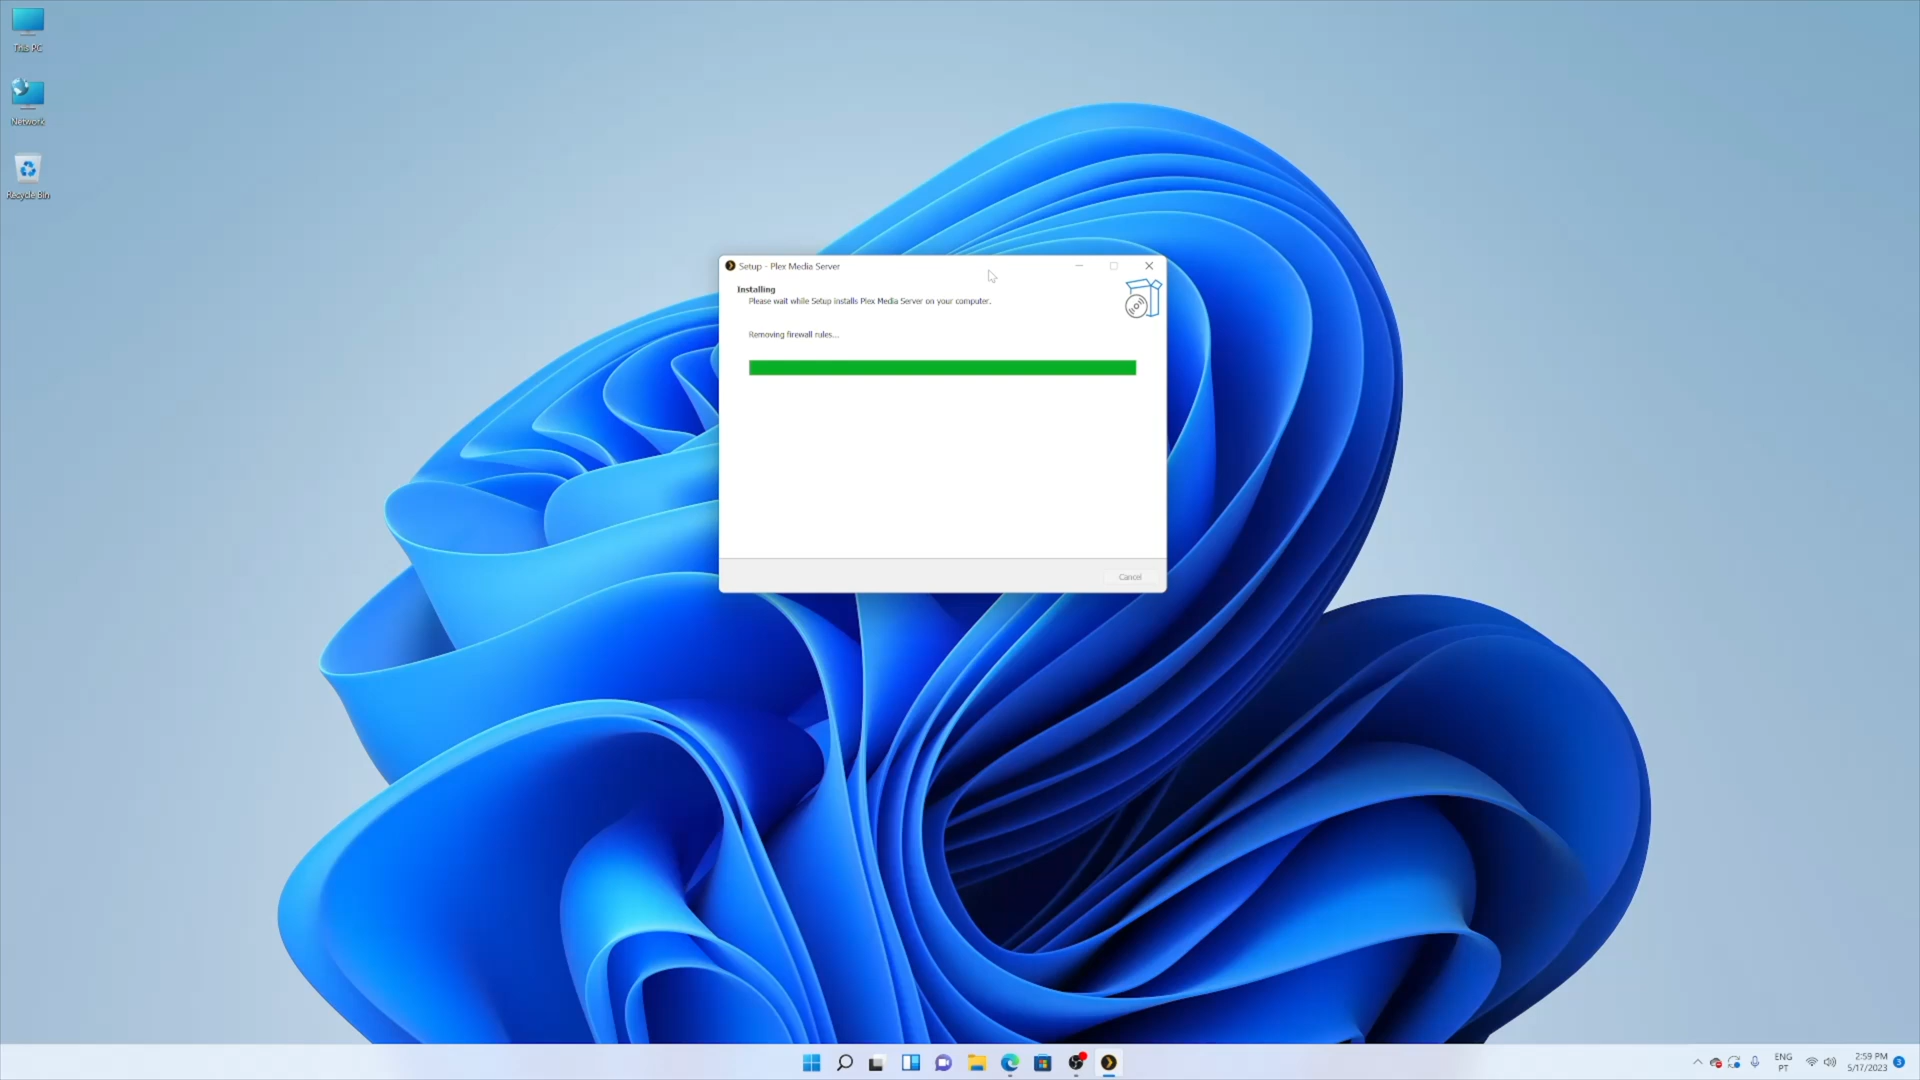 This PC
Network
Recycle Bin
Setup - Plex Media Server
Installing
Please wait while Setup installs Plex Media Server on your computer.
Removing firewall rules...
Cancel
ENG
PT
2:59 PM
5/17/2023
3